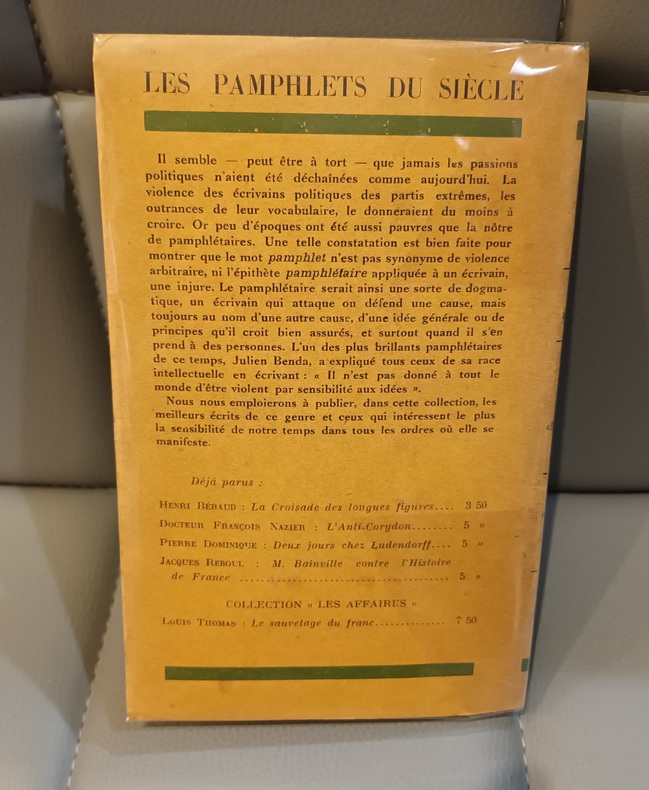 LES PAMPHLETS DU SIÈCLE
Il semble — peut être à tort — que jamais les passions
politiques n'aient été déchaînées comme aujourd'hui. La
violence des écrivains politiques des partis extrêmes, les
outrances de leur vocabulaire, le donneraient du moins à
croire. Or peu d'époques ont été aussi pauvres que la nôtre
de pamphlétaires. Une telle constatation est bien faite pour
montrer que le mot pamphlet n'est pas synonyme de violence
arbitraire, ni l'épithète pamphlétaire appliquée à un écrivain,
une injure. Le pamphlétaire serait ainsi une sorte de dogma-
tique, un écrivain qui attaque ou défend une cause, mais
toujours au nom d'une autre cause, d'une idée générale ou de
principes qu'il croit bien assurés, et surtout quand il s'en
prend à des personnes. L'un des plus brillants pamphlétaires
de ce temps, Julien Benda, a expliqué tous ceux de sa race
intellectuelle en écrivant : « Il n'est pas donné à tout le
monde d'être violent par sensibilité aux idées ».
Nous nous emploierons à publier, dans cette collection, les
meilleurs écrits de ce genre et ceux qui intéressent le plus
la sensibilité de notre temps dans tous les ordres où elle se
manifeste.
Déjà parus :
HENRI BÉRAUD : La Croisade des longues figures.... 3 50
DOCTEUR FRANÇOIS NAZIER : L'Anti-Corydon........ 5 »
PIERRE DOMINIQUE : Deux jours chez Ludendorff.... 5 »
JACQUES REBOUL : M. Bainville contre l'Histoire
de France ........................................ 5 »
COLLECTION « LES AFFAIRES »
LOUIS THOMAS : Le sauvetage du franc.............. 7 50